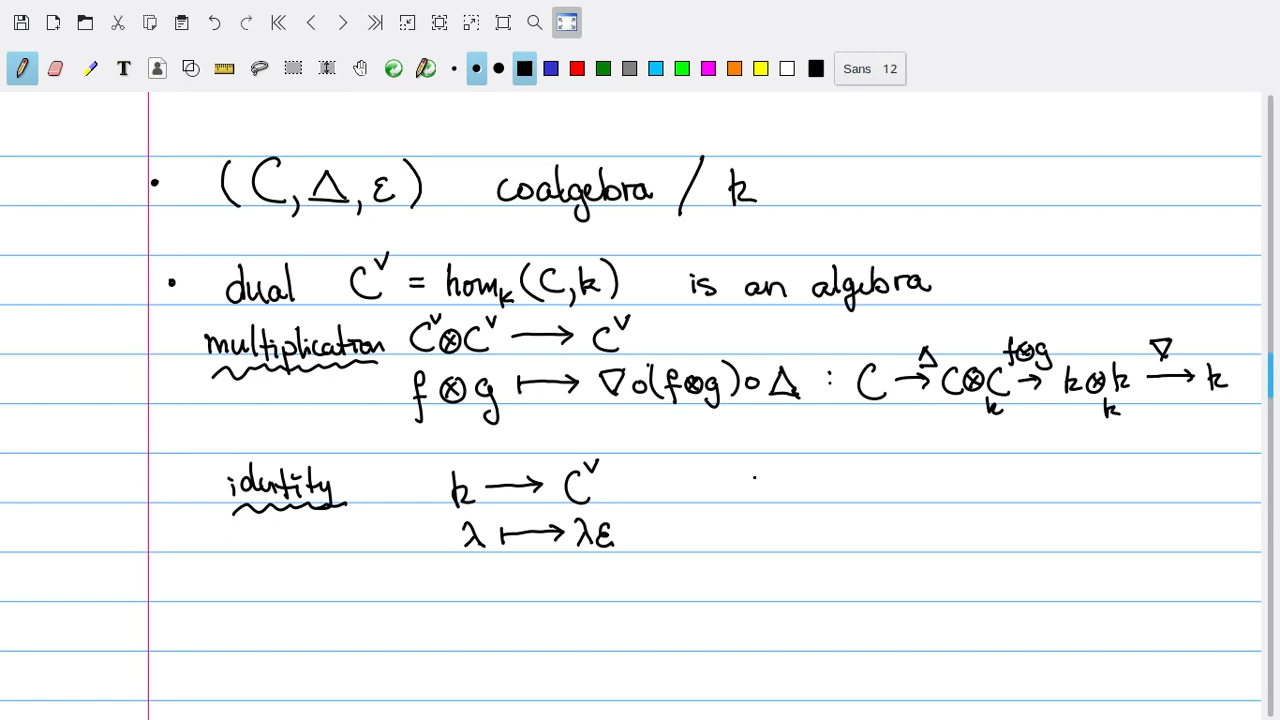 Sans 12
• (C, Δ, ε) coalgebra / k
• dual C^∨ = hom_k(C, k) is an algebra
multiplication C^∨ ⊗ C^∨ ⟶ C^∨
f ⊗ g ⟼ ∇∘(f⊗g)∘Δ : C →^Δ C ⊗_k C →^{f⊗g} k ⊗_k k ⟶^∇ k
identity k ⟶ C^∨
λ ⟼ λε